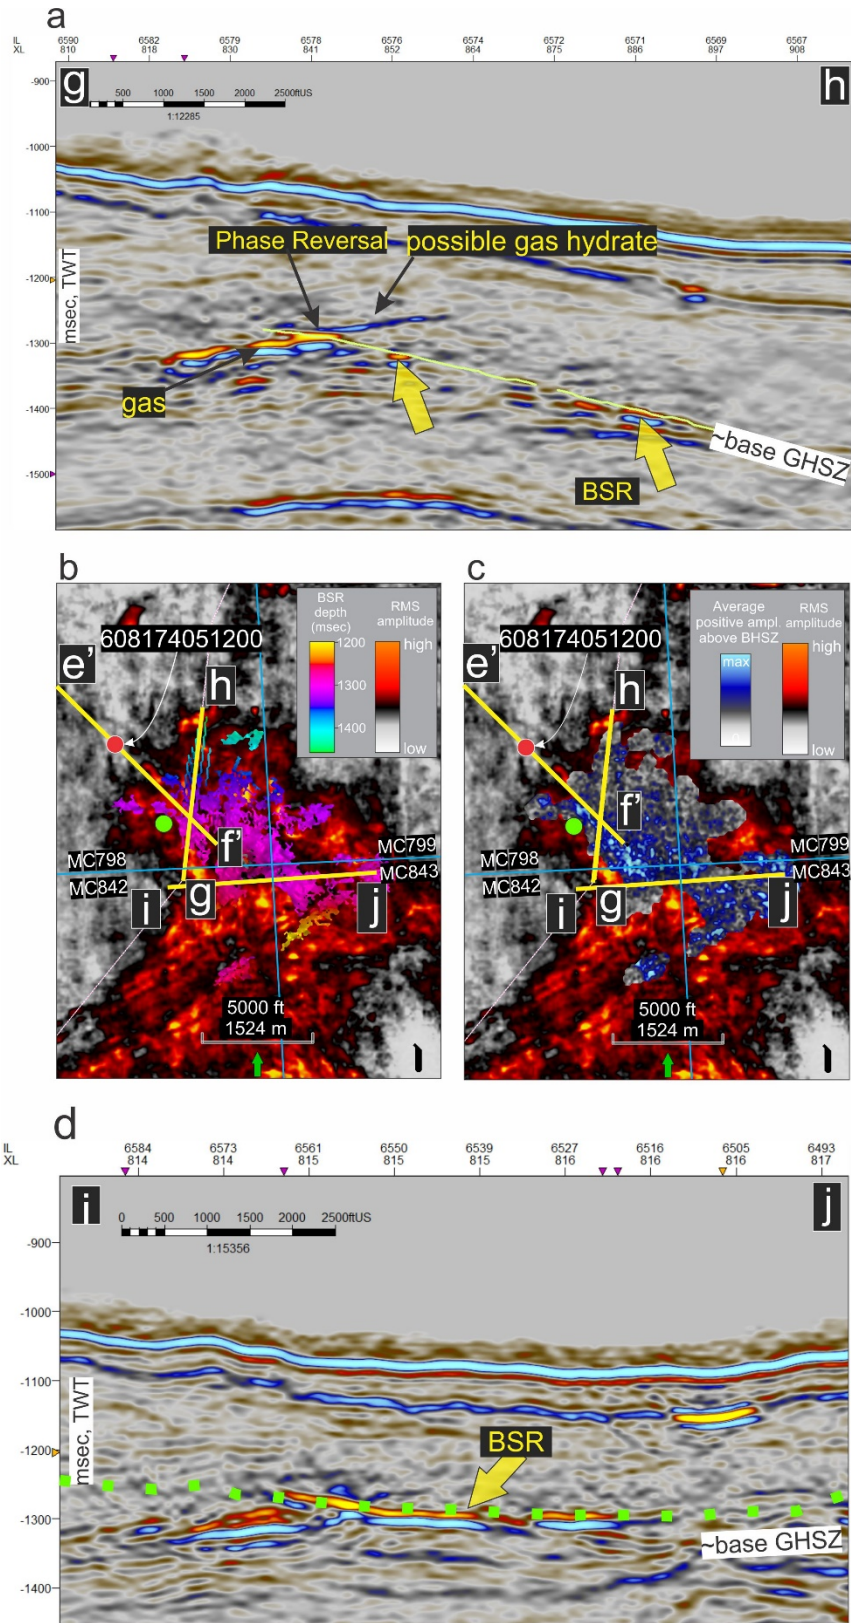 a
IL 6590 6582 6579 6578 6576 6574 6572 6571 6569 6567
XL 810 818 830 841 852 864 875 886 897 908
g
h
500 1000 1500 2000 2500ftUS
1:12285
-900
-1000
-1100
-1200
-1300
-1400
-1500
msec, TWT
Phase Reversal
possible gas hydrate
gas
BSR
~base GHSZ
b
BSR depth (msec)
RMS amplitude
1200
1300
1400
high
low
608174051200
e’
h
f’
MC798
MC799
MC842
MC843
i
g
j
5000 ft
1524 m
c
Average positive ampl. above BHSZ
RMS amplitude
max
0
high
low
608174051200
e’
h
f’
MC798
MC799
MC842
MC843
i
g
j
5000 ft
1524 m
d
IL 6584 6573 6561 6550 6539 6527 6516 6505 6493
XL 814 814 815 815 815 816 816 816 817
i
j
0 500 1000 1500 2000 2500ftUS
1:15356
-900
-1000
-1100
-1200
-1300
-1400
msec, TWT
BSR
~base GHSZ